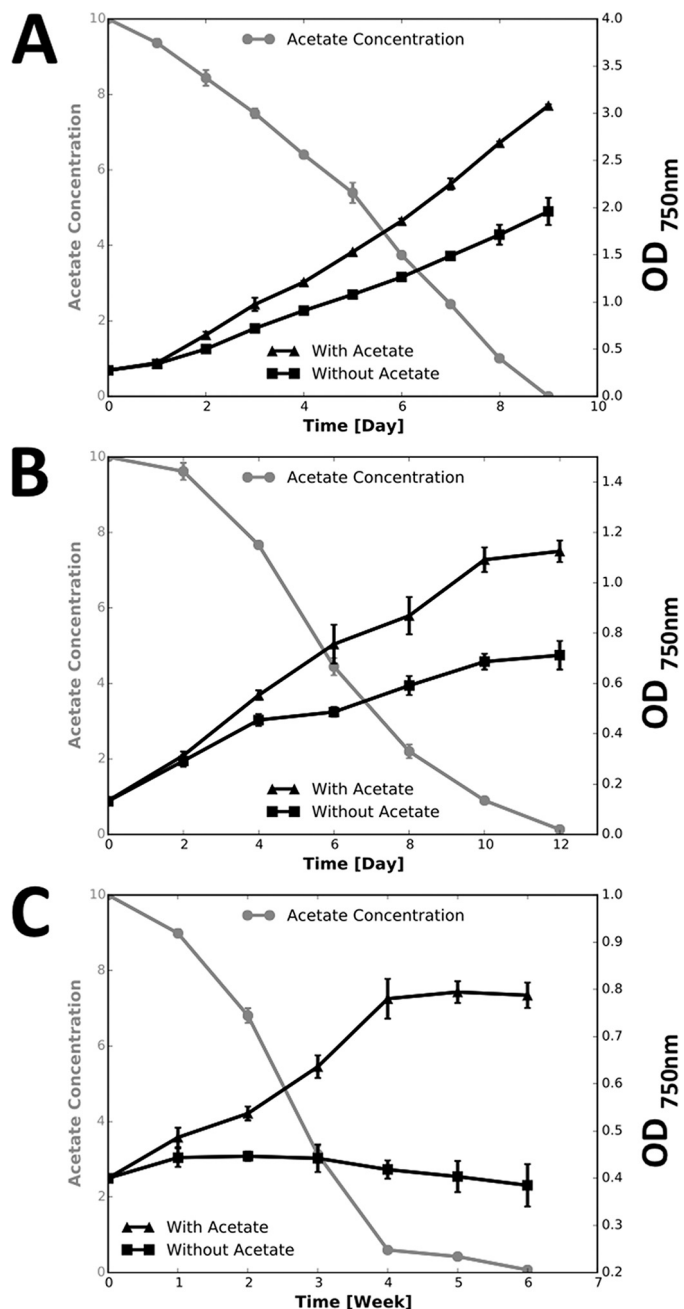 A
Acetate Concentration
10
8
6
4
2
0
Acetate Concentration
4.0
3.5
3.0
2.5
2.0
1.5
1.0
0.5
0.0
OD 750nm
With Acetate
Without Acetate
0 2 4 6 8 10
Time [Day]
B
Acetate Concentration
10
8
6
4
2
0
Acetate Concentration
1.4
1.2
1.0
0.8
0.6
0.4
0.2
0.0
OD 750nm
With Acetate
Without Acetate
0 2 4 6 8 10 12
Time [Day]
C
Acetate Concentration
10
8
6
4
2
0
Acetate Concentration
1.0
0.9
0.8
0.7
0.6
0.5
0.4
0.3
0.2
OD 750nm
With Acetate
Without Acetate
0 1 2 3 4 5 6 7
Time [Week]